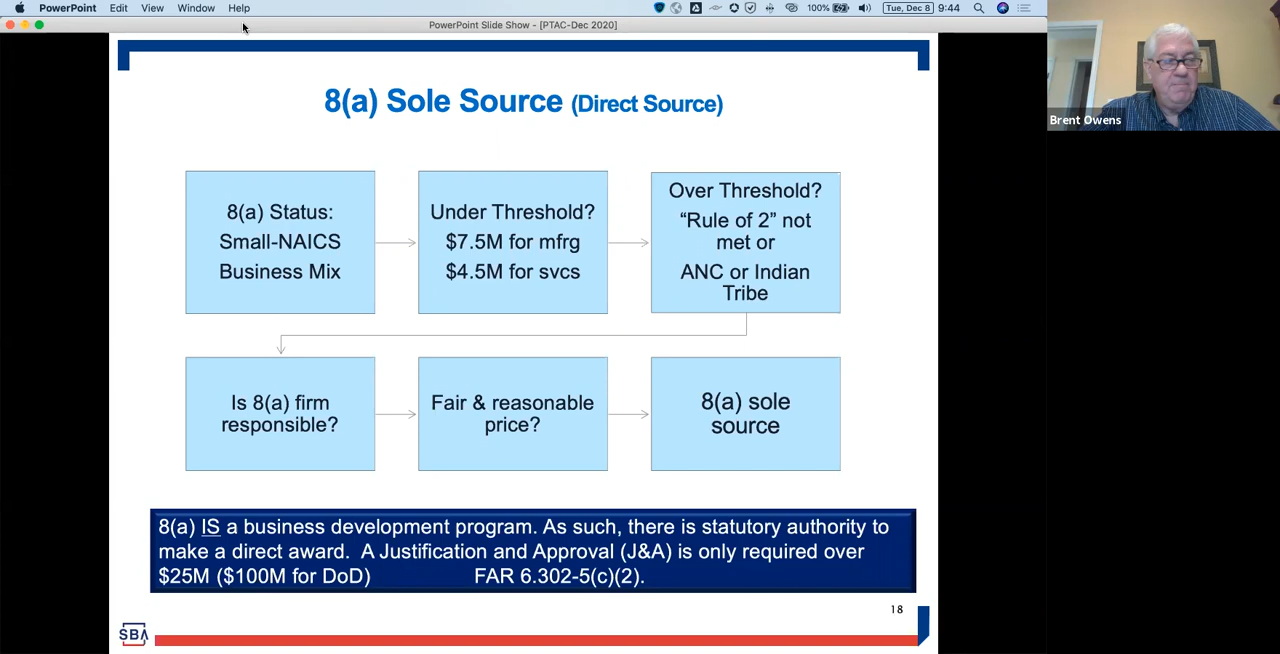 PowerPoint Edit View Window Help
100%
Tue, Dec 8 9:44
PowerPoint Slide Show - [PTAC-Dec 2020]
Brent Owens
8(a) Sole Source (Direct Source)
8(a) Status:
Small-NAICS
Business Mix
Under Threshold?
$7.5M for mfrg
$4.5M for svcs
Over Threshold?
“Rule of 2” not
met or
ANC or Indian
Tribe
Is 8(a) firm
responsible?
Fair & reasonable
price?
8(a) sole
source
8(a) IS a business development program. As such, there is statutory authority to
make a direct award. A Justification and Approval (J&A) is only required over
$25M ($100M for DoD) FAR 6.302-5(c)(2).
18
SBA